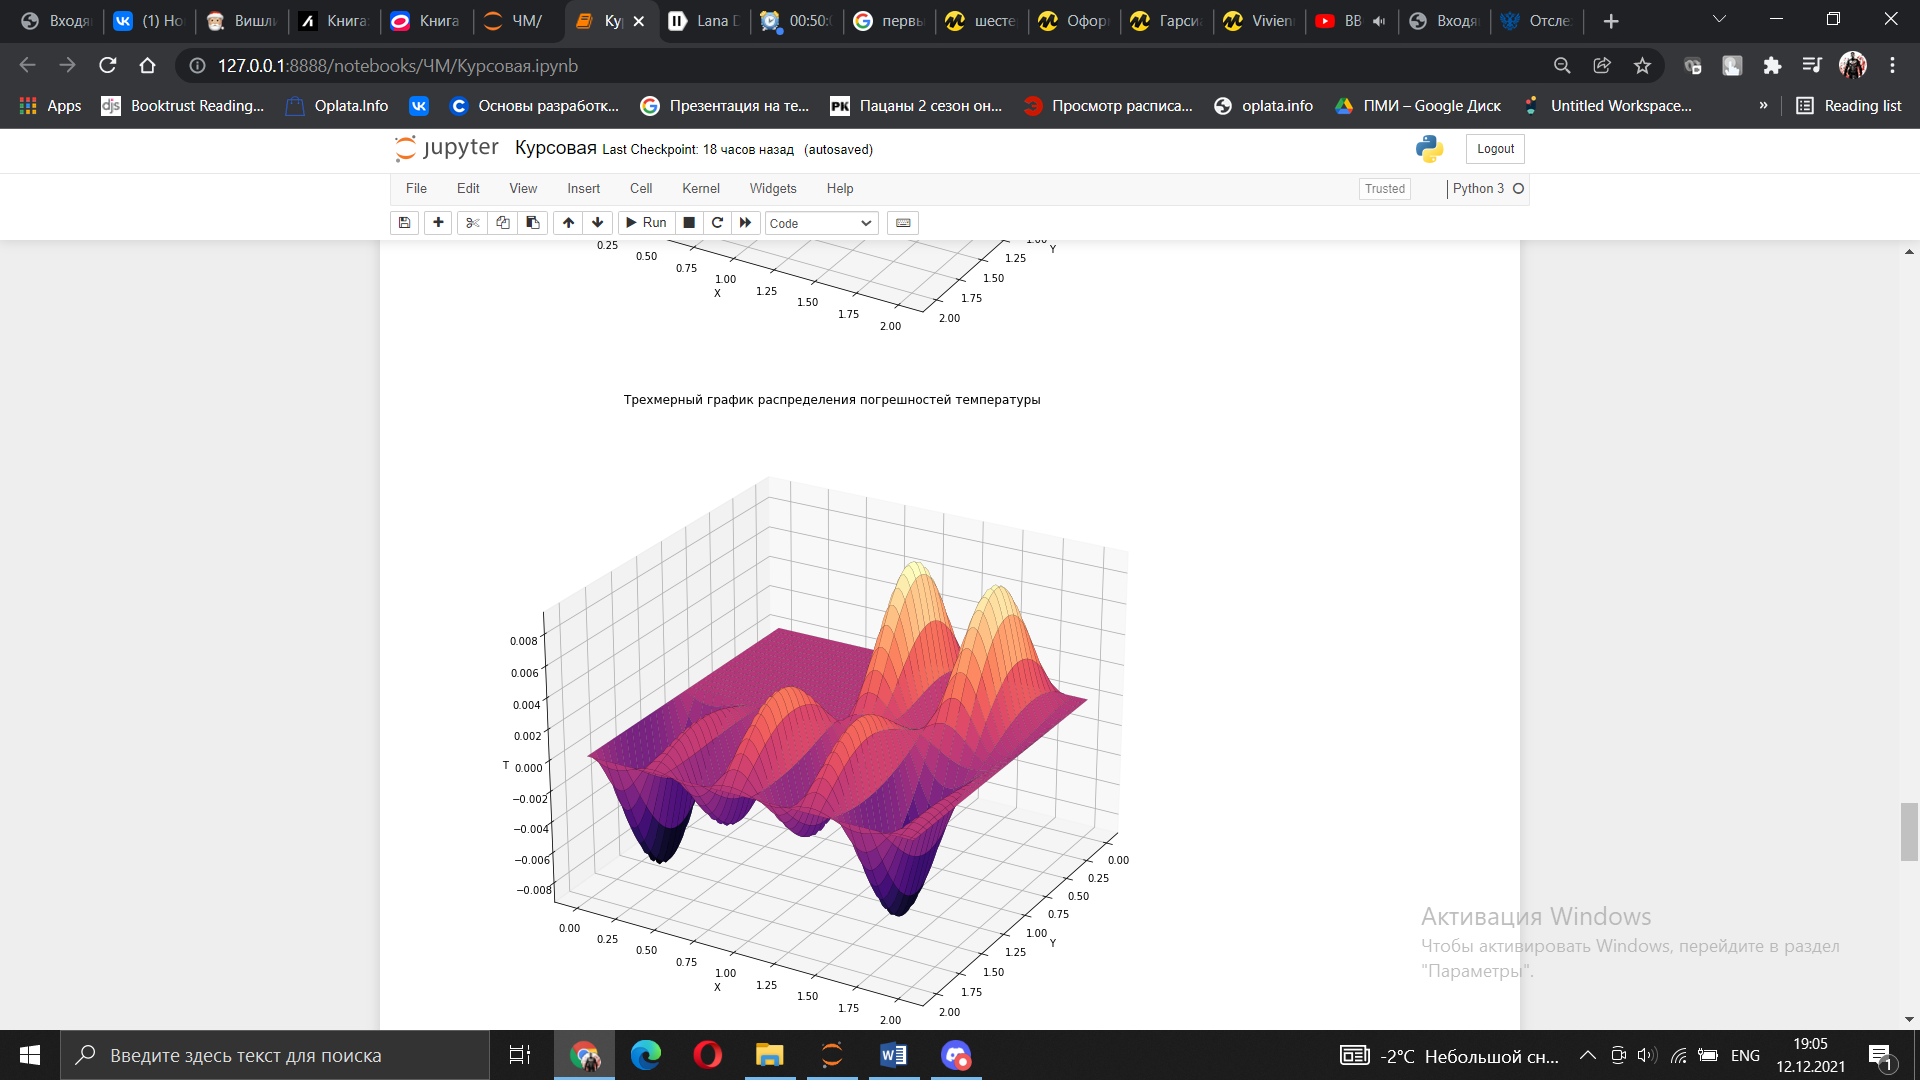 Входя
(1) Но
Вишл
Книга:
Книга
ЧМ/
Ку
Lana D
00:50:
первы
шесте
Офор
Гарси
Vivien
BB
Входя
Отсле
127.0.0.1:8888/notebooks/ЧМ/Курсовая.ipynb
Apps
Booktrust Reading...
Oplata.Info
Основы разработк...
Презентация на те...
Пацаны 2 сезон он...
Просмотр расписа...
oplata.info
ПМИ – Google Диск
Untitled Workspace...
»
Reading list
jupyter Курсовая Last Checkpoint: 18 часов назад (autosaved)
Logout
File Edit View Insert Cell Kernel Widgets Help
Trusted
Python 3
Run
Code
0.25
0.50
0.75
1.00
X
1.25
1.50
1.75
2.00
1.00
Y
1.25
1.50
1.75
2.00
Трехмерный график распределения погрешностей температуры
0.008
0.006
0.004
0.002
T 0.000
−0.002
−0.004
−0.006
−0.008
0.00
0.25
0.50
0.75
1.00
X
1.25
1.50
1.75
2.00
0.00
0.25
0.50
0.75
1.00
Y
1.25
1.50
1.75
2.00
Активация Windows
Чтобы активировать Windows, перейдите в раздел
"Параметры".
Введите здесь текст для поиска
-2°C Небольшой сн...
ENG
19:05
12.12.2021
1